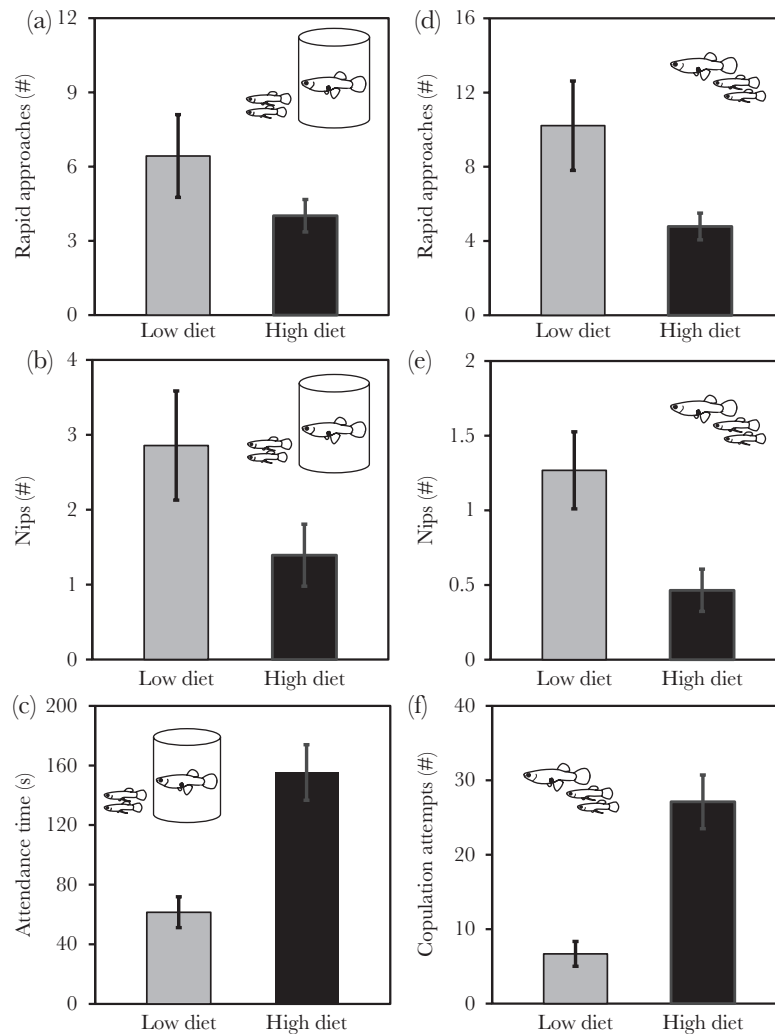 (a)
12
9
6
3
0
Rapid approaches (#)
Low diet High diet
(d)
16
12
8
4
0
Rapid approaches (#)
Low diet High diet
(b)
4
3
2
1
0
Nips (#)
Low diet High diet
(e)
2
1.5
1
0.5
0
Nips (#)
Low diet High diet
(c)
200
160
120
80
60
40
0
Attendance time (s)
Low diet High diet
(f)
40
30
20
10
0
Copulation attempts (#)
Low diet High diet